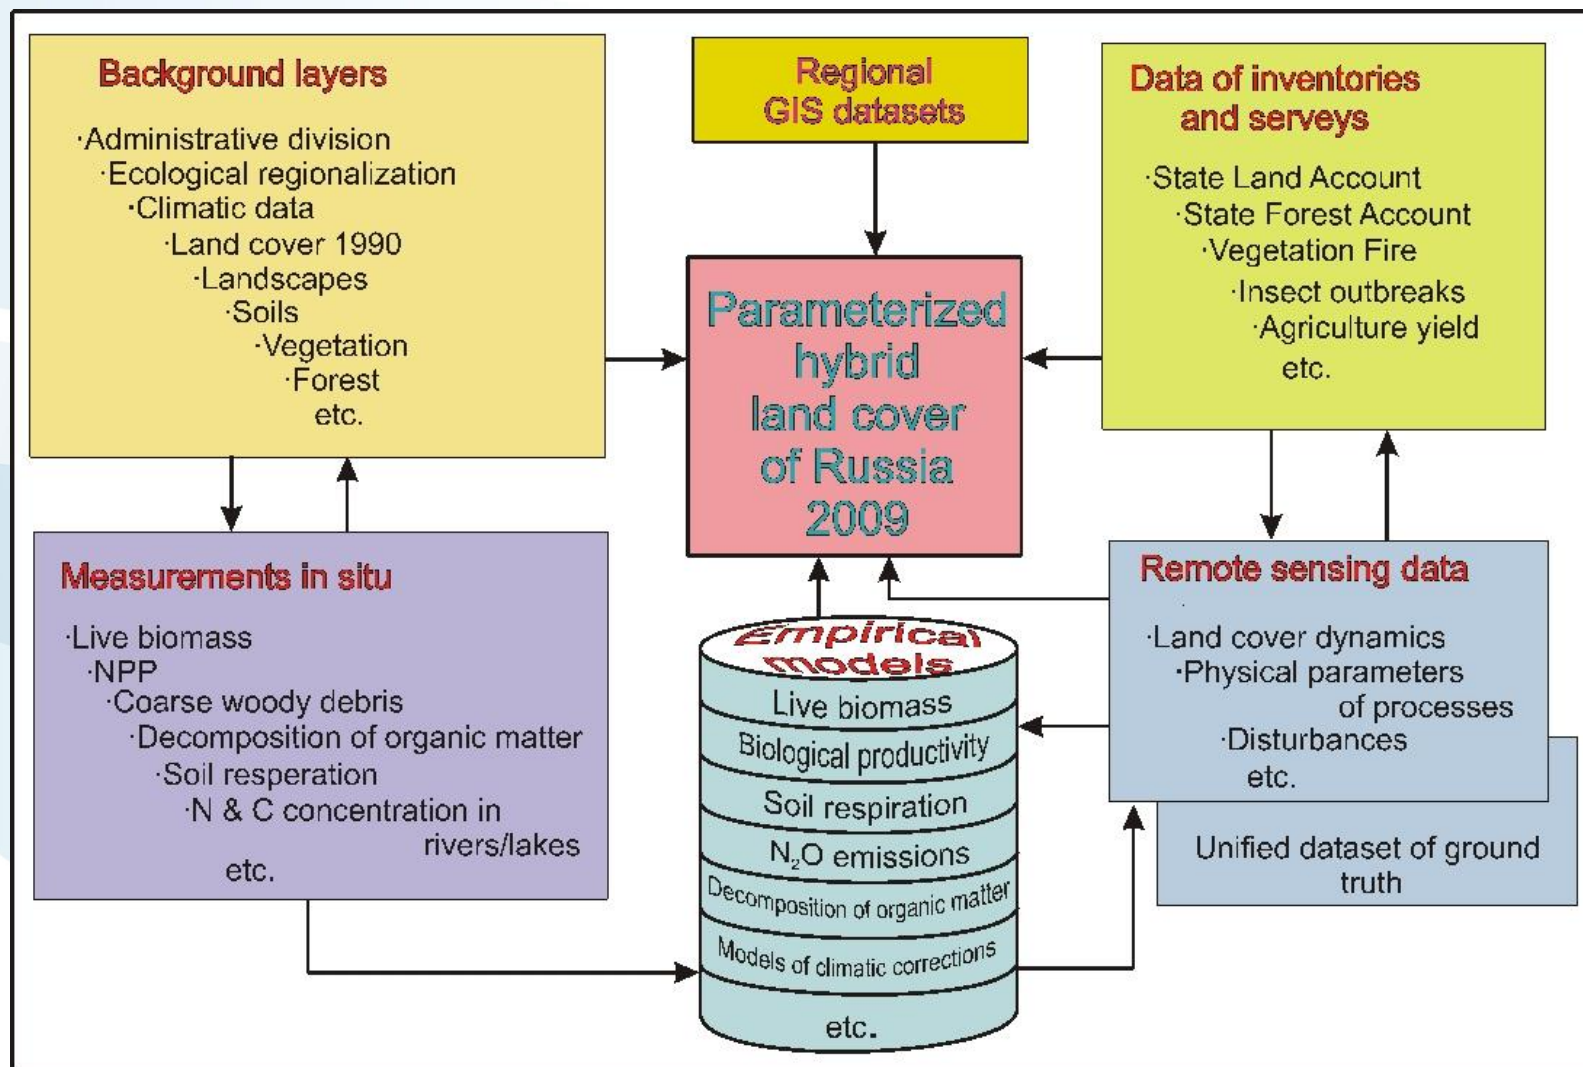 Background layers
·Administrative division
·Ecological regionalization
·Climatic data
·Land cover 1990
·Landscapes
·Soils
·Vegetation
·Forest
etc.
Regional
GIS datasets
Data of inventories
and serveys
·State Land Account
·State Forest Account
·Vegetation Fire
·Insect outbreaks
·Agriculture yield
etc.
Parameterized
hybrid
land cover
of Russia
2009
Measurements in situ
·Live biomass
·NPP
·Coarse woody debris
·Decomposition of organic matter
·Soil resperation
·N & C concentration in
rivers/lakes
etc.
Empirical
models
Live biomass
Biological productivity
Soil respiration
N₂O emissions
Decomposition of organic matter
Models of climatic corrections
etc.
Remote sensing data
·Land cover dynamics
·Physical parameters
of processes
·Disturbances
etc.
Unified dataset of ground
truth